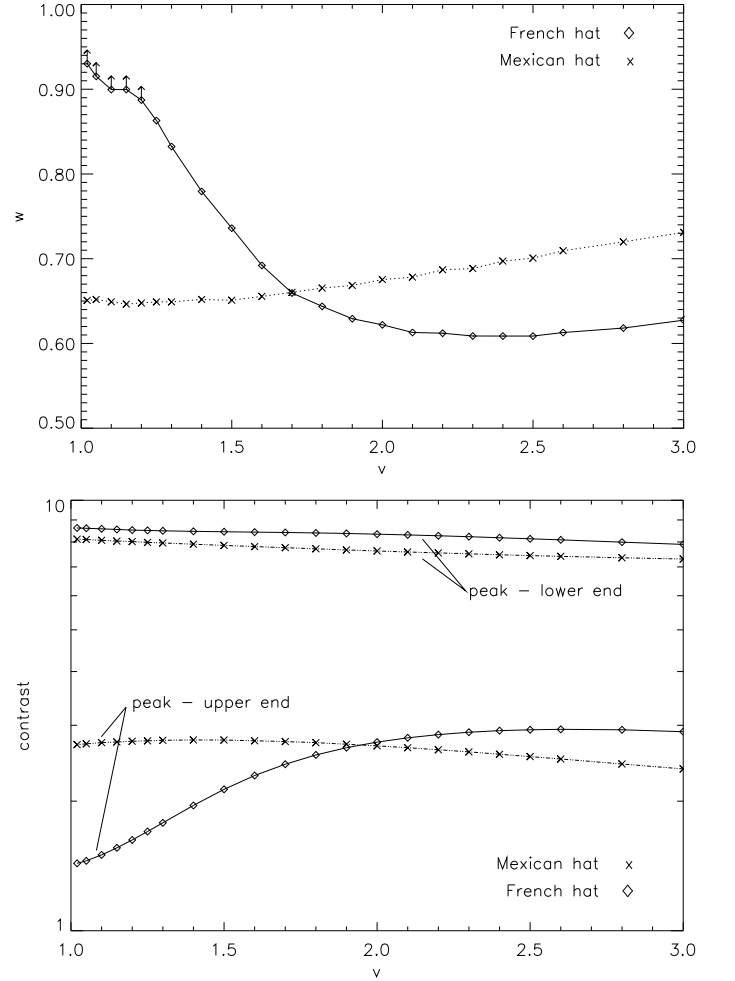 1.00
French hat
Mexican hat
0.90
0.80
w
0.70
0.60
0.50
1.0 1.5 2.0 2.5 3.0
v
10
peak – lower end
contrast
peak – upper end
Mexican hat
French hat
1
1.0 1.5 2.0 2.5 3.0
v